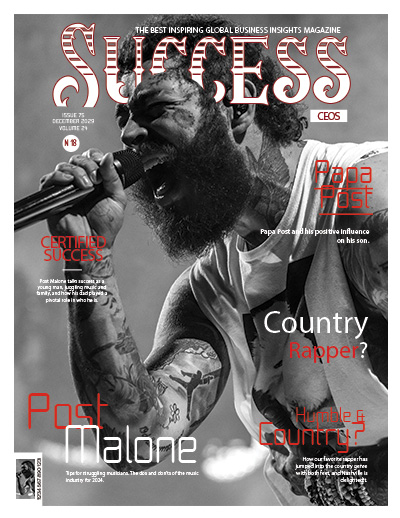 THE BEST INSPIRING GLOBAL BUSINESS INSIGHTS MAGAZINE
SUCCESS
CEOS
ISSUE 75
DECEMBER 2029
VOLUME 24
N 18
Papa
Post
Papa Post and his positive influence
on his son.
CERTIFIED
SUCCESS
Post Malone talks success as a
young man, juggling music and
family, and how his dad played a
pivotal role in who he is.
Country
Rapper?
Post
Malone
Tips for struggling musicians. The dos and don'ts of the music
industry for 2024.
Humble &
Country?
How our favorite rapper has
jumped into the country genre
with both feet, and Nashville is
delighted!.